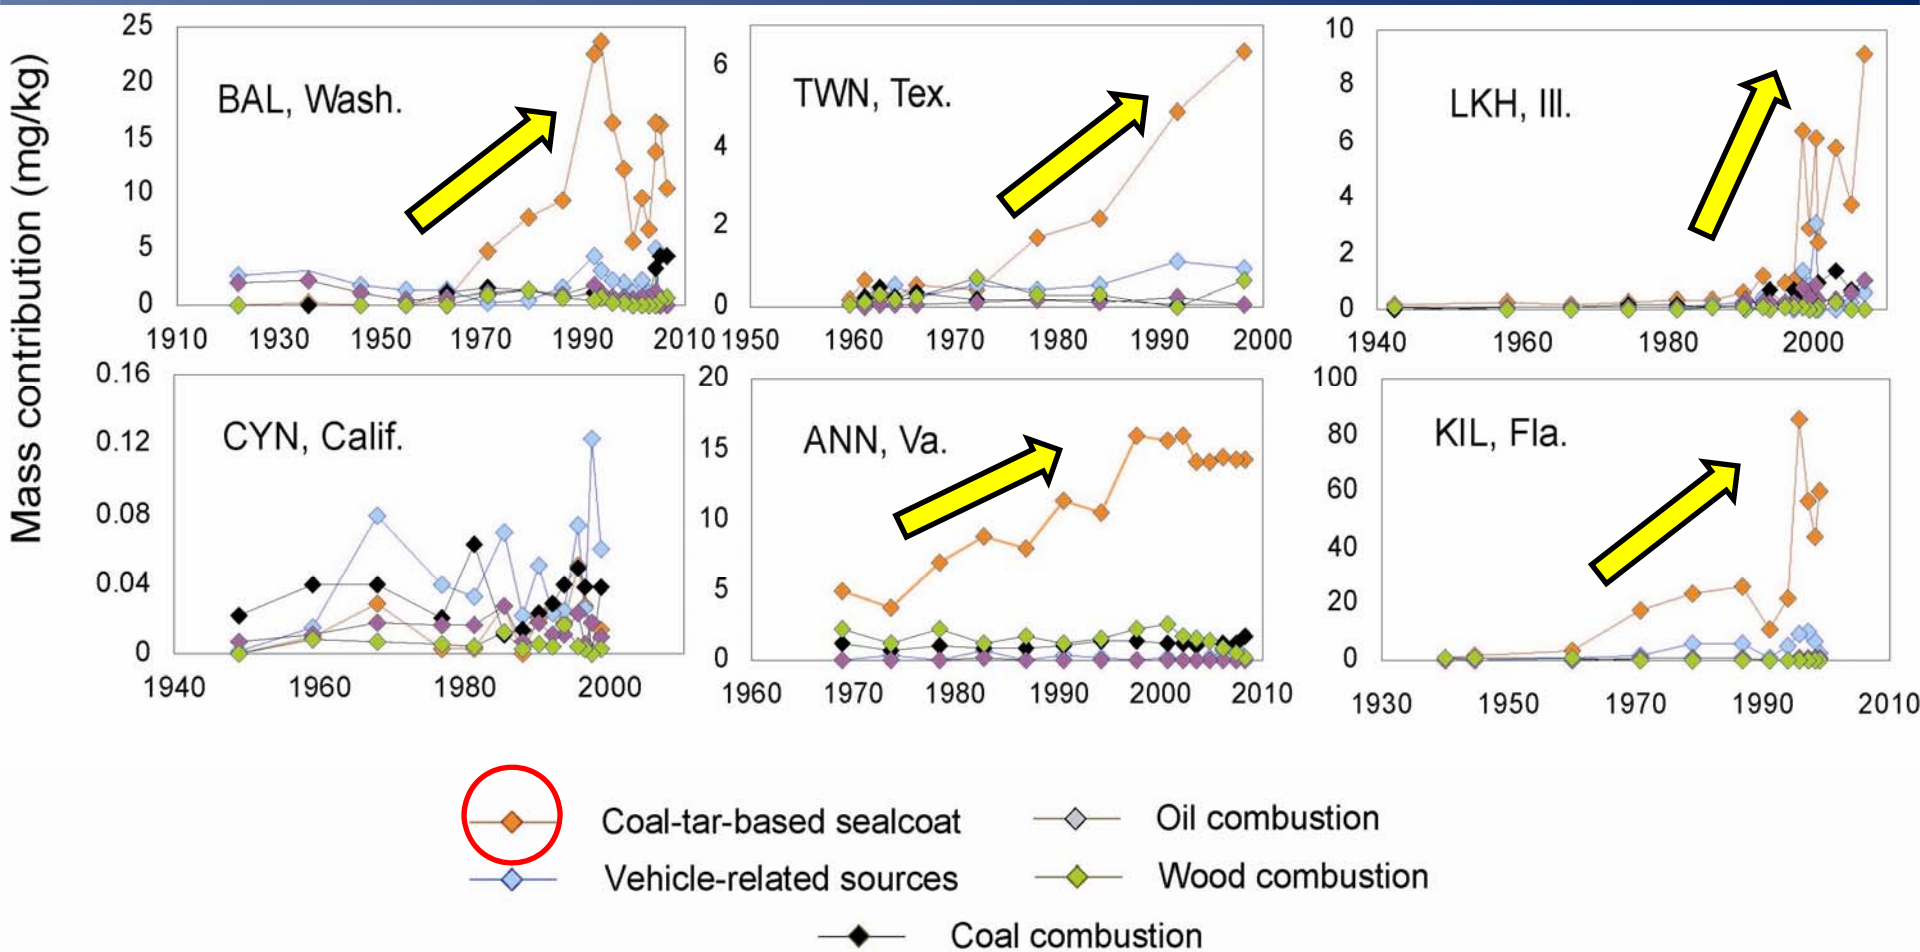 Mass contribution (mg/kg)
25
20
15
10
5
0
BAL, Wash.
1910 1930 1950 1970 1990 2010
6
4
2
0
TWN, Tex.
1950 1960 1970 1980 1990 2000
10
8
6
4
2
0
LKH, Ill.
1940 1960 1980 2000
0.16
0.12
0.08
0.04
0
CYN, Calif.
1940 1960 1980 2000
20
15
10
5
0
ANN, Va.
1960 1970 1980 1990 2000 2010
100
80
60
40
20
0
KIL, Fla.
1930 1950 1970 1990 2010
Coal-tar-based sealcoat
Oil combustion
Vehicle-related sources
Wood combustion
Coal combustion